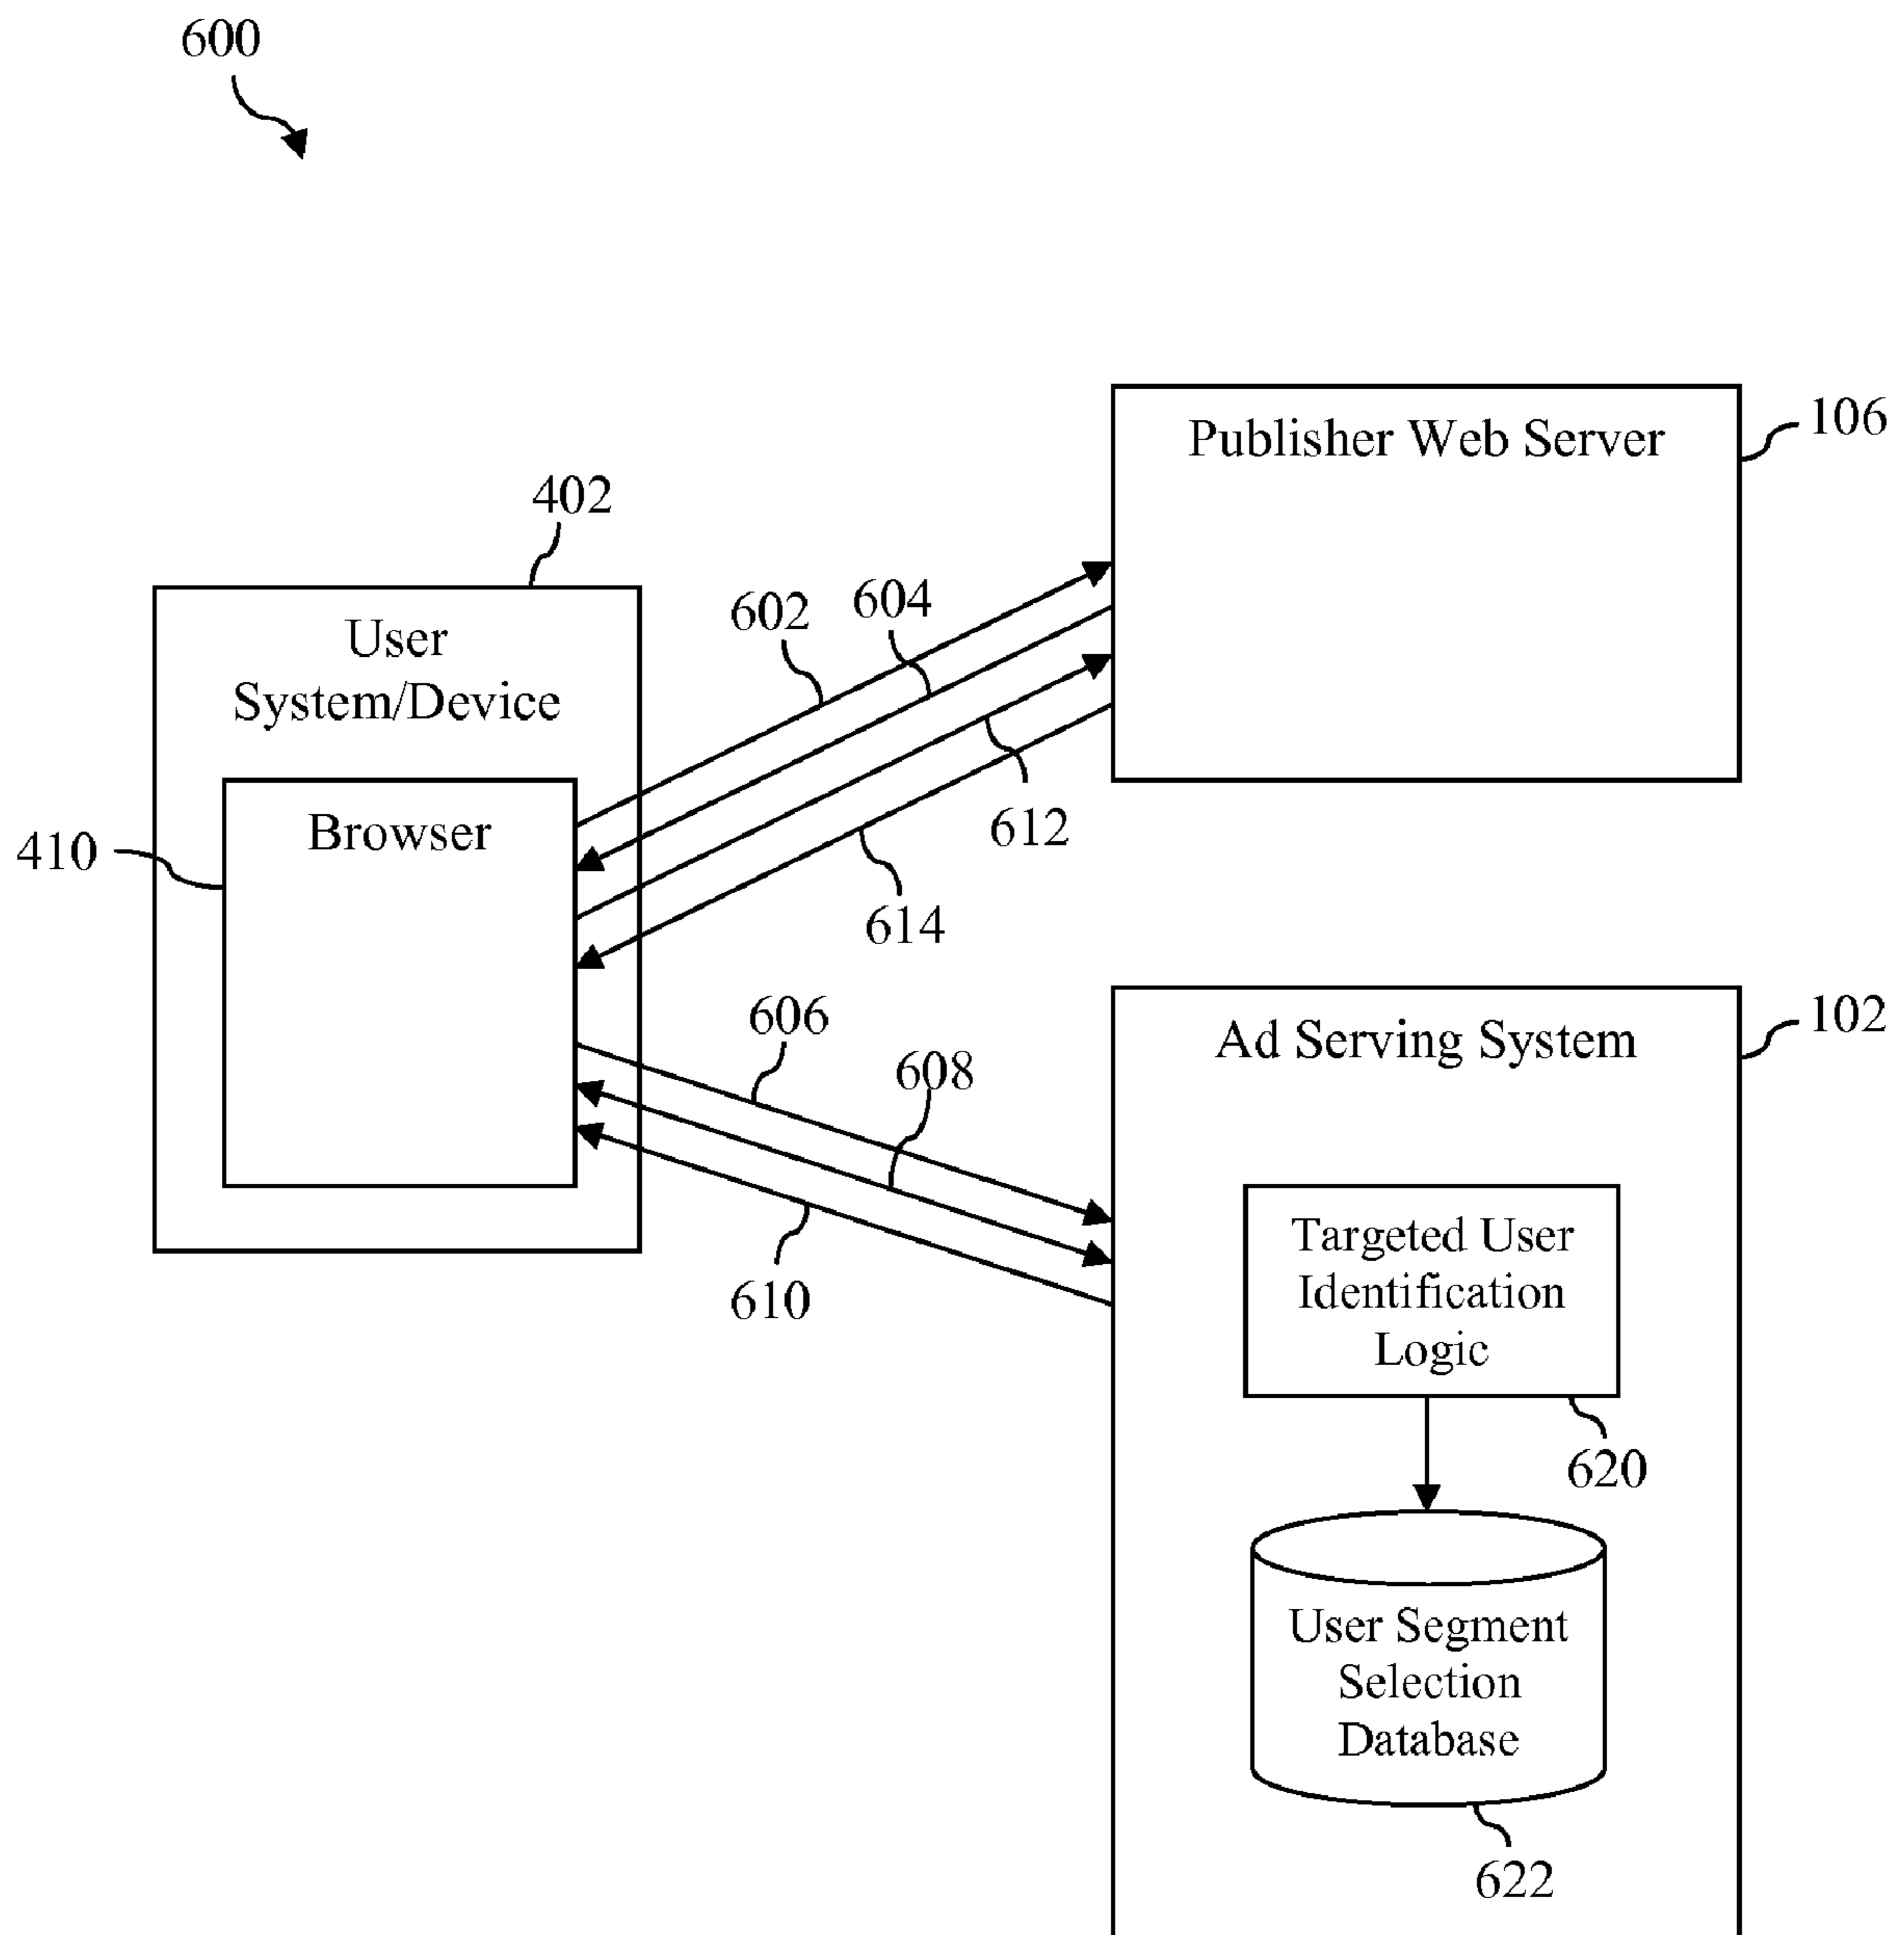 600
Publisher Web Server
106
402
User
System/Device
602
604
Browser
410
612
614
606
608
610
Ad Serving System
102
Targeted User
Identification
Logic
620
User Segment
Selection
Database
622